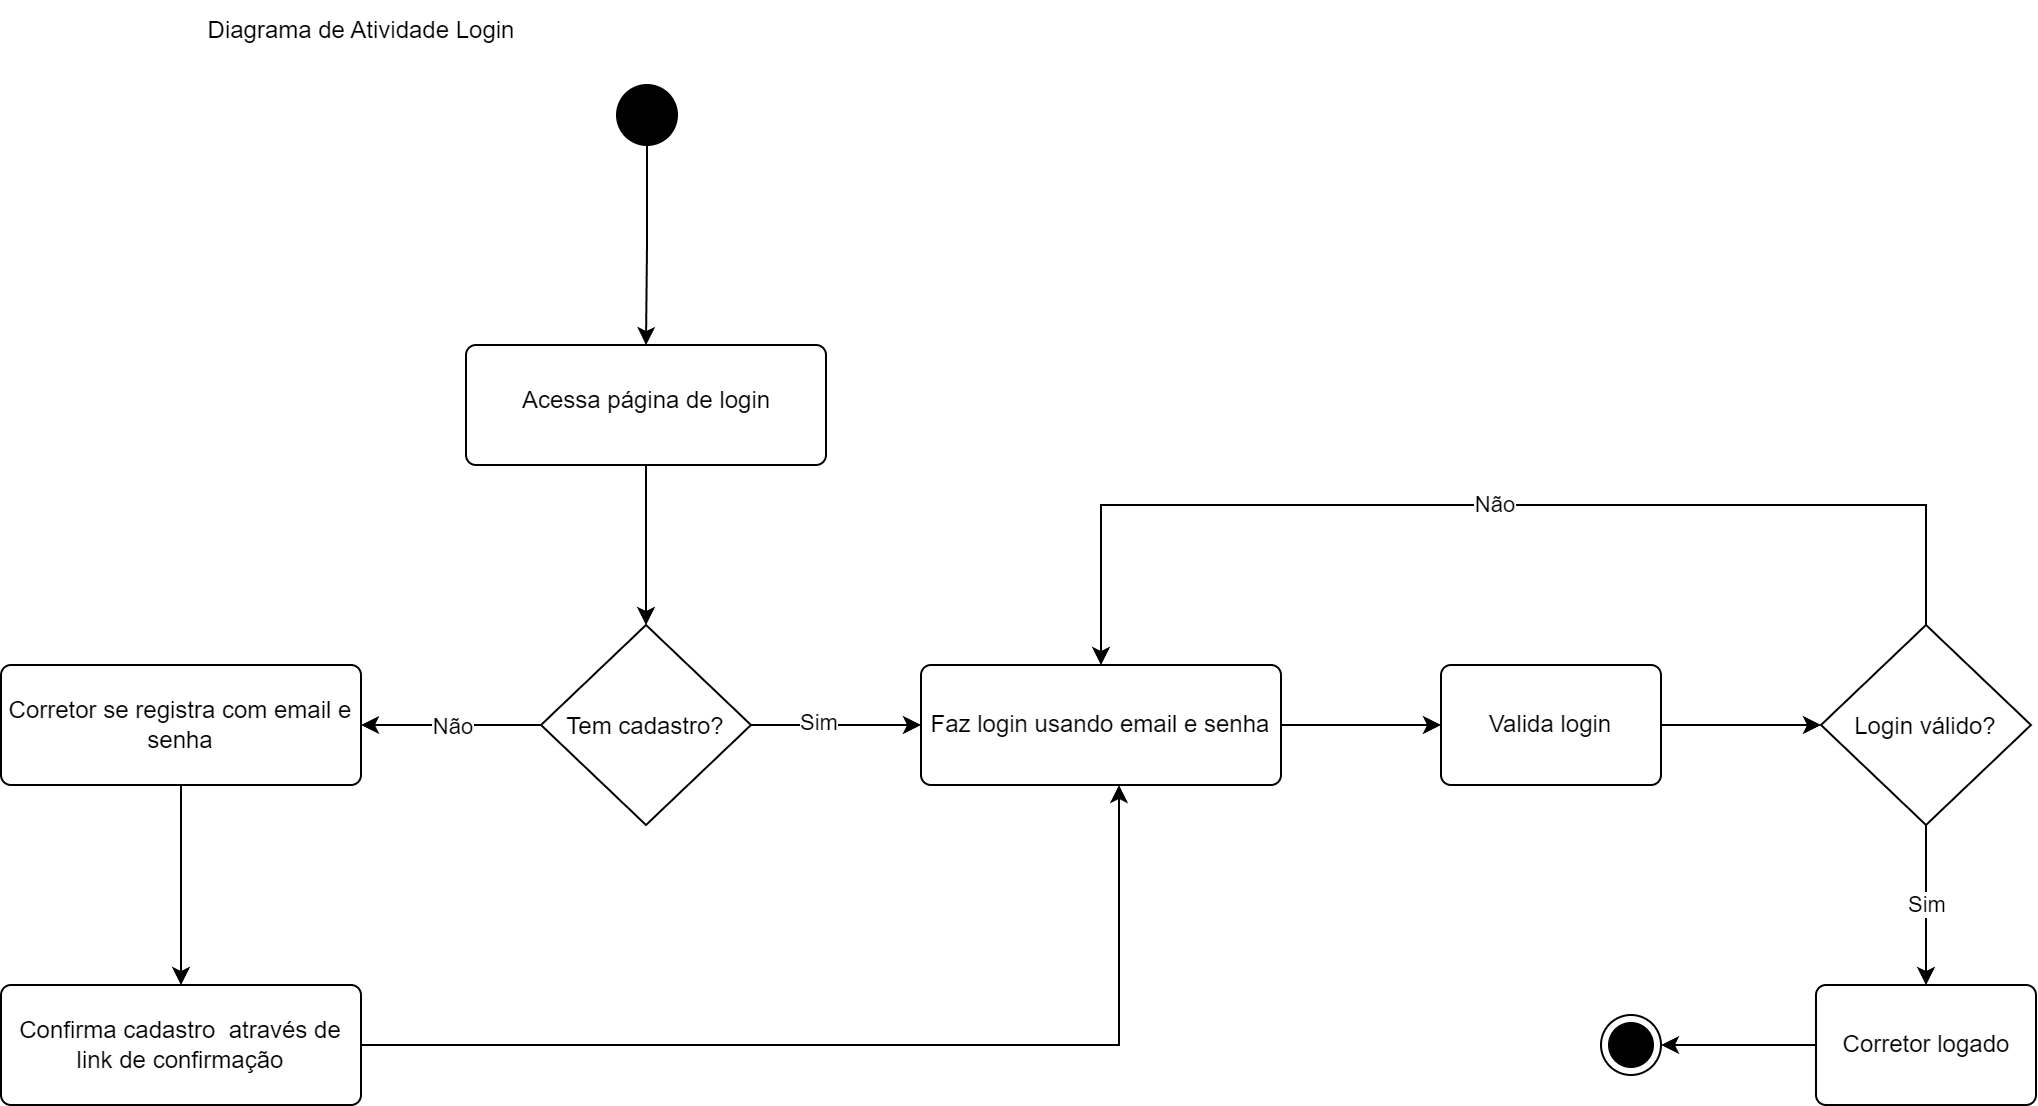 Diagrama de Atividade Login
Acessa página de login
Não
Corretor se registra com email e
senha
Não
Tem cadastro?
Sim
Faz login usando email e senha
Valida login
Login válido?
Sim
Confirma cadastro  através de
link de confirmação
Corretor logado